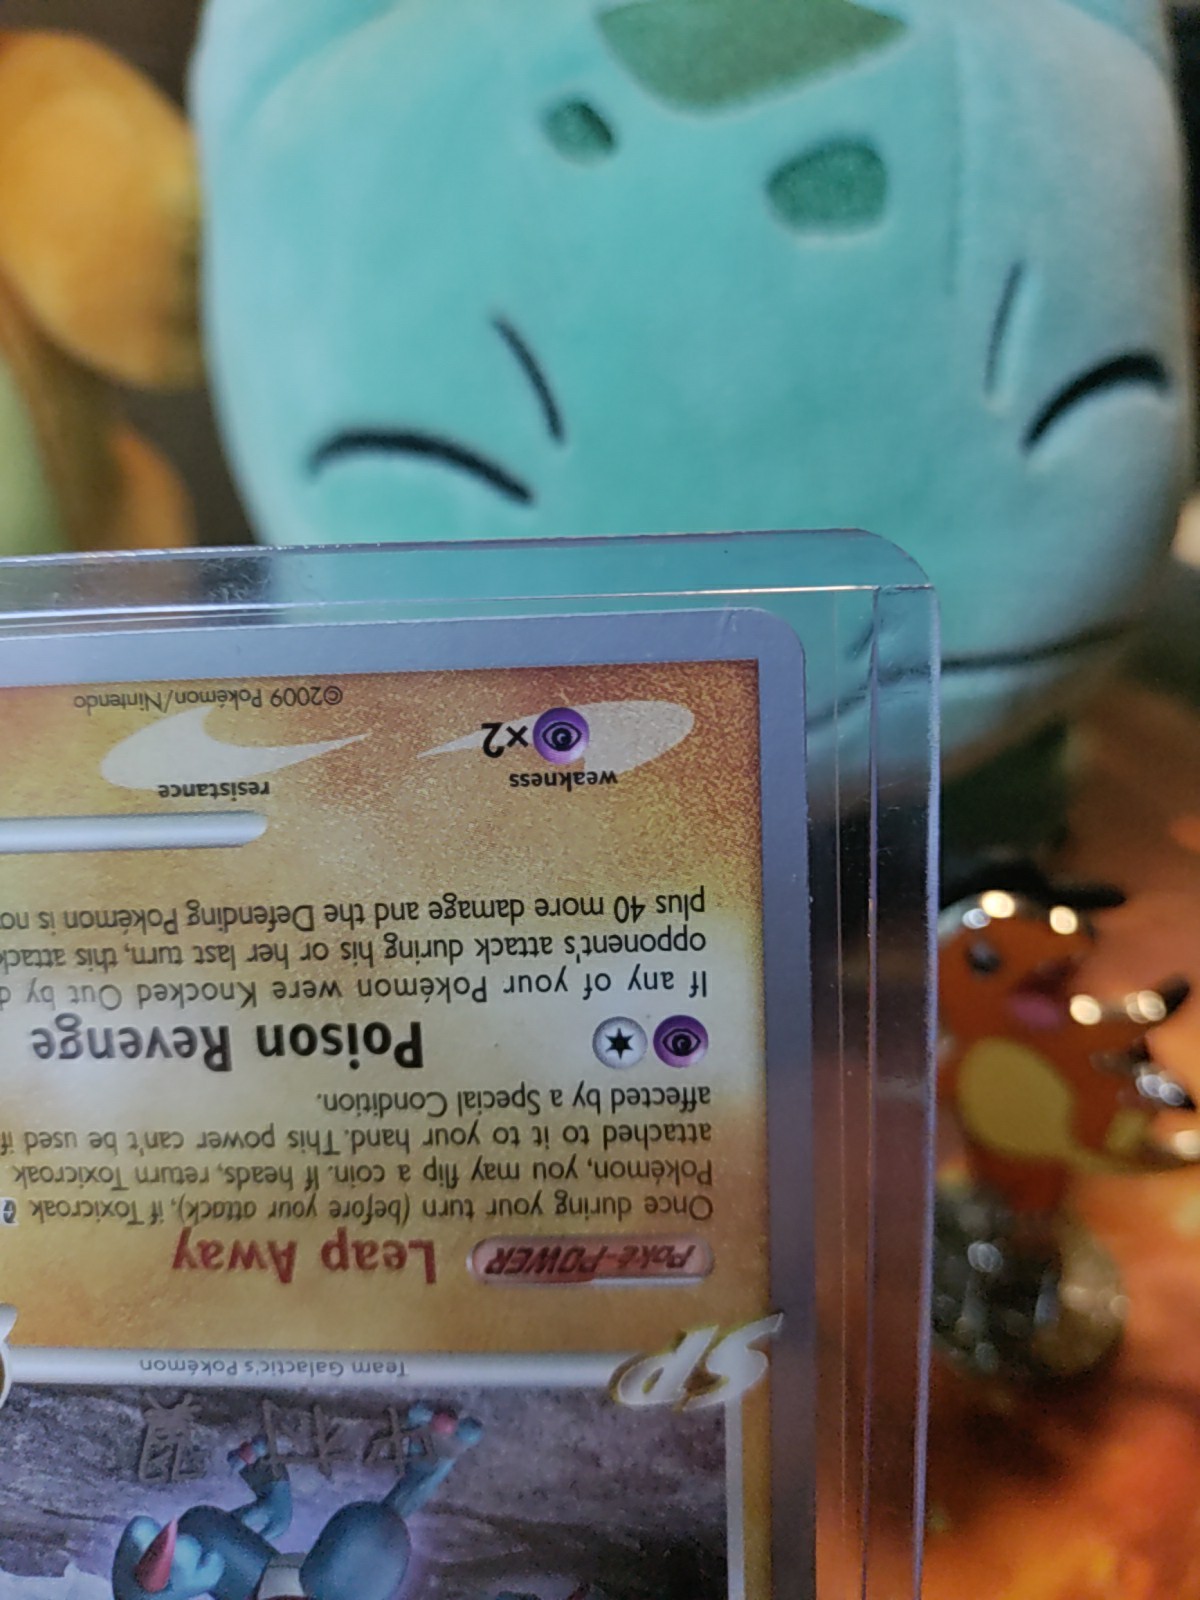 Team Galactic's Pokémon
SP
Poké-POWER Leap Away
Once during your turn (before your attack), if Toxicroak
Pokémon, you may flip a coin. If heads, return Toxicroak
attached to it to your hand. This power can't be used if
affected by a Special Condition.
Poison Revenge
If any of your Pokémon were Knocked Out by
opponent's attack during his or her last turn, this attack
plus 40 more damage and the Defending Pokémon is
weakness
resistance
×2
©2009 Pokémon/Nintendo